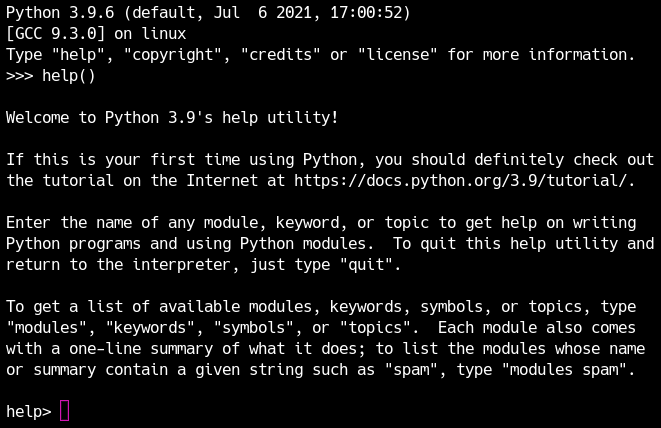 Python 3.9.6 (default, Jul  6 2021, 17:00:52)
[GCC 9.3.0] on linux
Type "help", "copyright", "credits" or "license" for more information.
>>> help()

Welcome to Python 3.9's help utility!

If this is your first time using Python, you should definitely check out
the tutorial on the Internet at https://docs.python.org/3.9/tutorial/.

Enter the name of any module, keyword, or topic to get help on writing
Python programs and using Python modules.  To quit this help utility and
return to the interpreter, just type "quit".

To get a list of available modules, keywords, symbols, or topics, type
"modules", "keywords", "symbols", or "topics".  Each module also comes
with a one-line summary of what it does; to list the modules whose name
or summary contain a given string such as "spam", type "modules spam".

help>